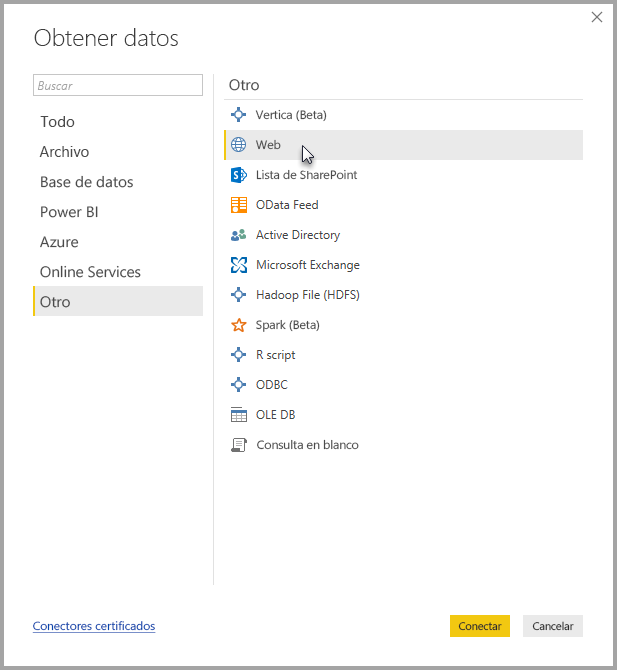 Obtener datos
Buscar
Todo
Archivo
Base de datos
Power BI
Azure
Online Services
Otro
Otro
Vertica (Beta)
Web
Lista de SharePoint
OData Feed
Active Directory
Microsoft Exchange
Hadoop File (HDFS)
Spark (Beta)
R script
ODBC
OLE DB
Consulta en blanco
Conectores certificados
Conectar
Cancelar